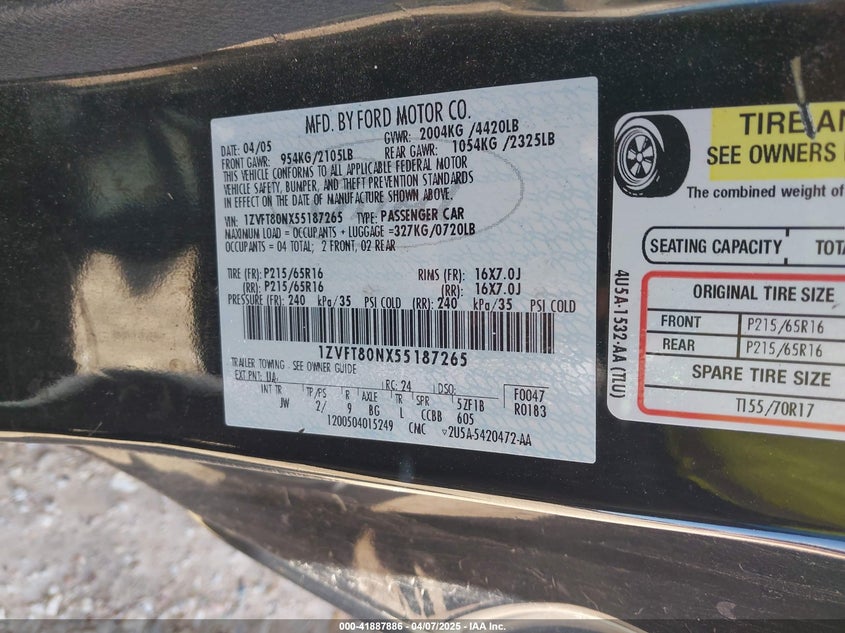 MFD. BY FORD MOTOR CO.
DATE: 04/05 GVWR: 2004KG /4420LB
FRONT GAWR: 954KG/2105LB REAR GAWR: 1054KG /2325LB
THIS VEHICLE CONFORMS TO ALL APPLICABLE FEDERAL MOTOR
VEHICLE SAFETY, BUMPER, AND THEFT PREVENTION STANDARDS
IN EFFECT ON THE DATE OF MANUFACTURE SHOWN ABOVE.
VIN: 1ZVFT80NX55187265 TYPE: PASSENGER CAR
MAXIMUM LOAD = OCCUPANTS + LUGGAGE =327KG/0720LB
OCCUPANTS = 04 TOTAL; 2 FRONT, 02 REAR
TIRE (FR): P215/65R16 RIMS (FR): 16X7.0J
(RR): P215/65R16 (RR): 16X7.0J
PRESSURE (FR): 240 kPa/35 PSI COLD (RR): 240 kPa/35 PSI COLD
1ZVFT80NX55187265
TRAILER TOWING - SEE OWNER GUIDE
EXT PNT: UA RC: 24 DSO: F0047
INT TR TP/PS R AXLE TR SPR 5ZF1B R0183
JW 2/ 9 BG L CCBB 605
120050401S249 CMC ▽2U5A-5420472-AA
TIRE AN
SEE OWNERS
The combined weight of
SEATING CAPACITY TOTA
ORIGINAL TIRE SIZE
FRONT P215/65R16
REAR P215/65R16
SPARE TIRE SIZE
T155/70R17
4U5A-1532-AA (7LU)
000-41887886 - 04/07/2025 - IAA Inc.